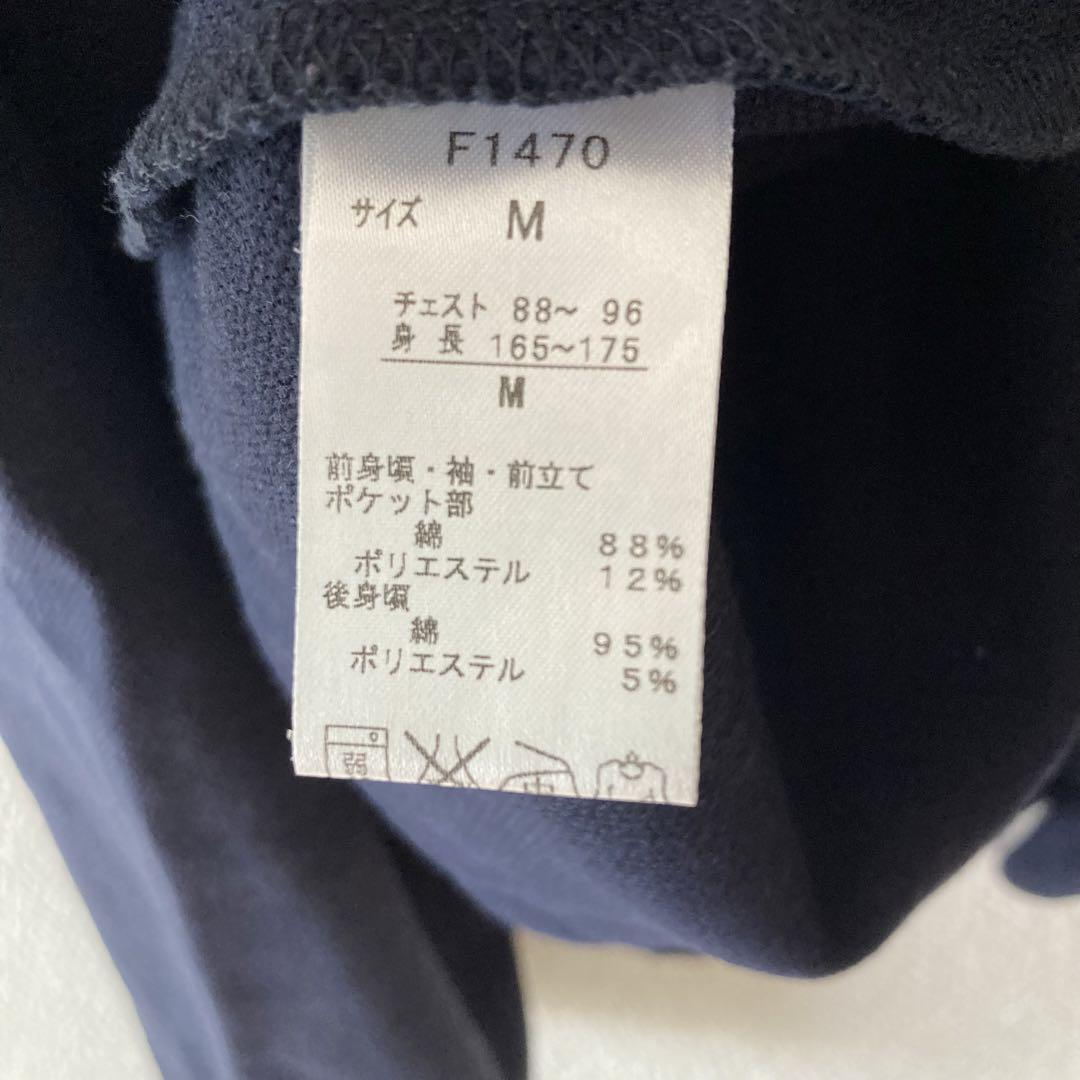 F1470
サイズ M
チェスト 88～ 96
身 長 165～175
M
前身頃・袖・前立て
ポケット部
綿 88%
ポリエステル 12%
後身頃
綿 95%
ポリエステル 5%
弱
中